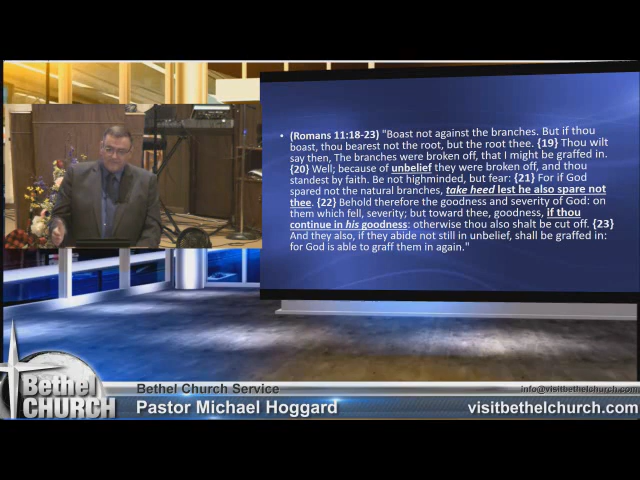 • (Romans 11:18-23) "Boast not against the branches. But if thou
boast, thou bearest not the root, but the root thee. {19} Thou wilt
say then, The branches were broken off, that I might be graffed in.
{20} Well; because of unbelief they were broken off, and thou
standest by faith. Be not highminded, but fear: {21} For if God
spared not the natural branches, take heed lest he also spare not
thee. {22} Behold therefore the goodness and severity of God: on
them which fell, severity; but toward thee, goodness, if thou
continue in his goodness: otherwise thou also shalt be cut off. {23}
And they also, if they abide not still in unbelief, shall be graffed in:
for God is able to graff them in again."
Bethel
CHURCH
Bethel Church Service
info@visitbethelchurch.com
Pastor Michael Hoggard
visitbethelchurch.com